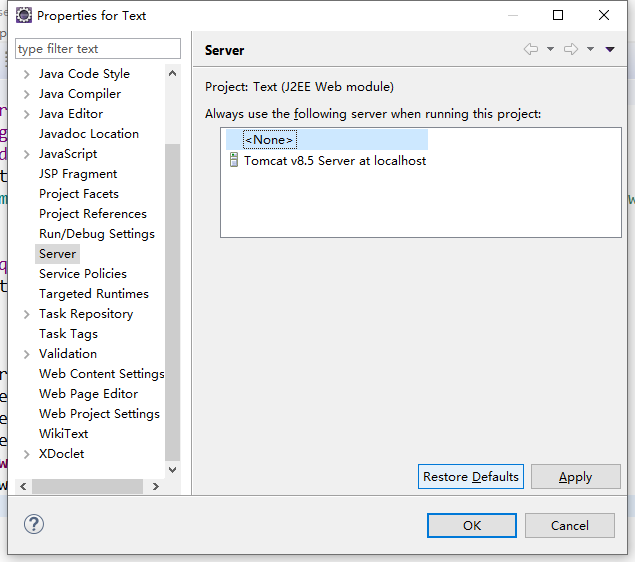 Properties for Text
type filter text
Java Code Style
Java Compiler
Java Editor
Javadoc Location
JavaScript
JSP Fragment
Project Facets
Project References
Run/Debug Settings
Server
Service Policies
Targeted Runtimes
Task Repository
Task Tags
Validation
Web Content Settings
Web Page Editor
Web Project Settings
WikiText
XDoclet
Server
Project: Text (J2EE Web module)
Always use the following server when running this project:
<None>
Tomcat v8.5 Server at localhost
Restore Defaults
Apply
OK
Cancel